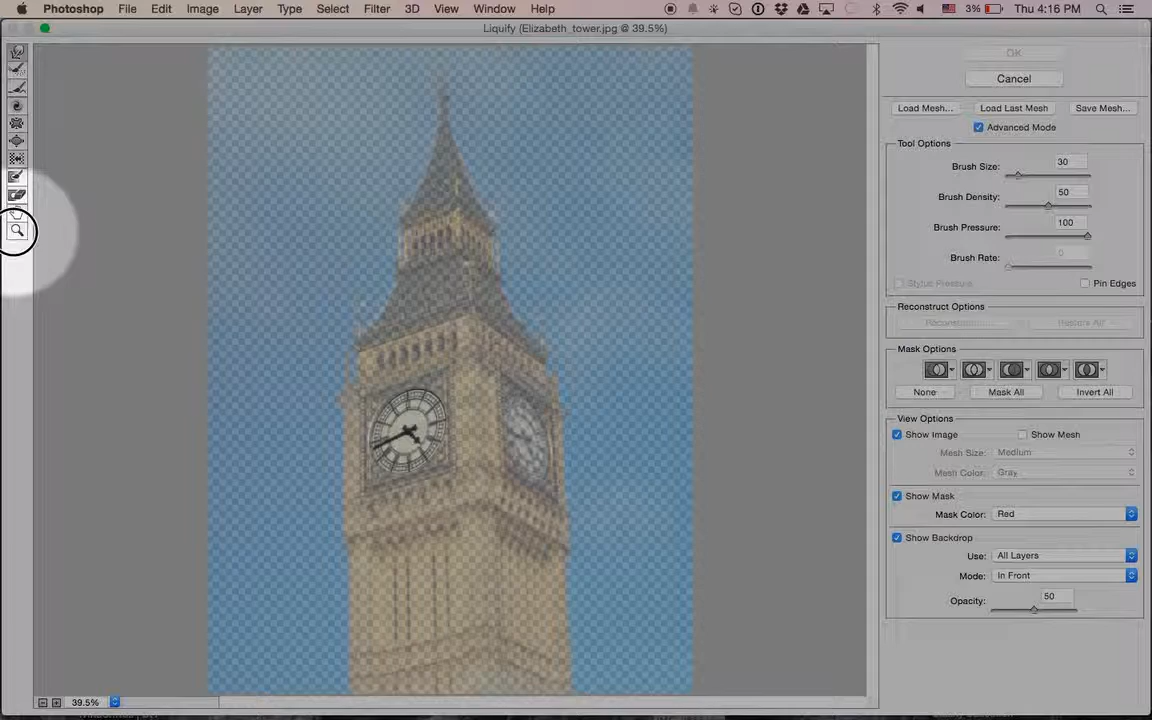 Photoshop File Edit Image Layer Type Select Filter 3D View Window Help 3% Thu 4:16 PM
Liquify (Elizabeth_tower.jpg @ 39.5%)
OK
Cancel
Load Mesh... Load Last Mesh Save Mesh...
Advanced Mode
Tool Options
Brush Size: 30
Brush Density: 50
Brush Pressure: 100
Brush Rate: 0
Stylus Pressure Pin Edges
Reconstruct Options
Reconstruct... Restore All
Mask Options
None Mask All Invert All
View Options
Show Image Show Mesh
Mesh Size: Medium
Mesh Color: Gray
Show Mask
Mask Color: Red
Show Backdrop
Use: All Layers
Mode: In Front
Opacity: 50
39.5%